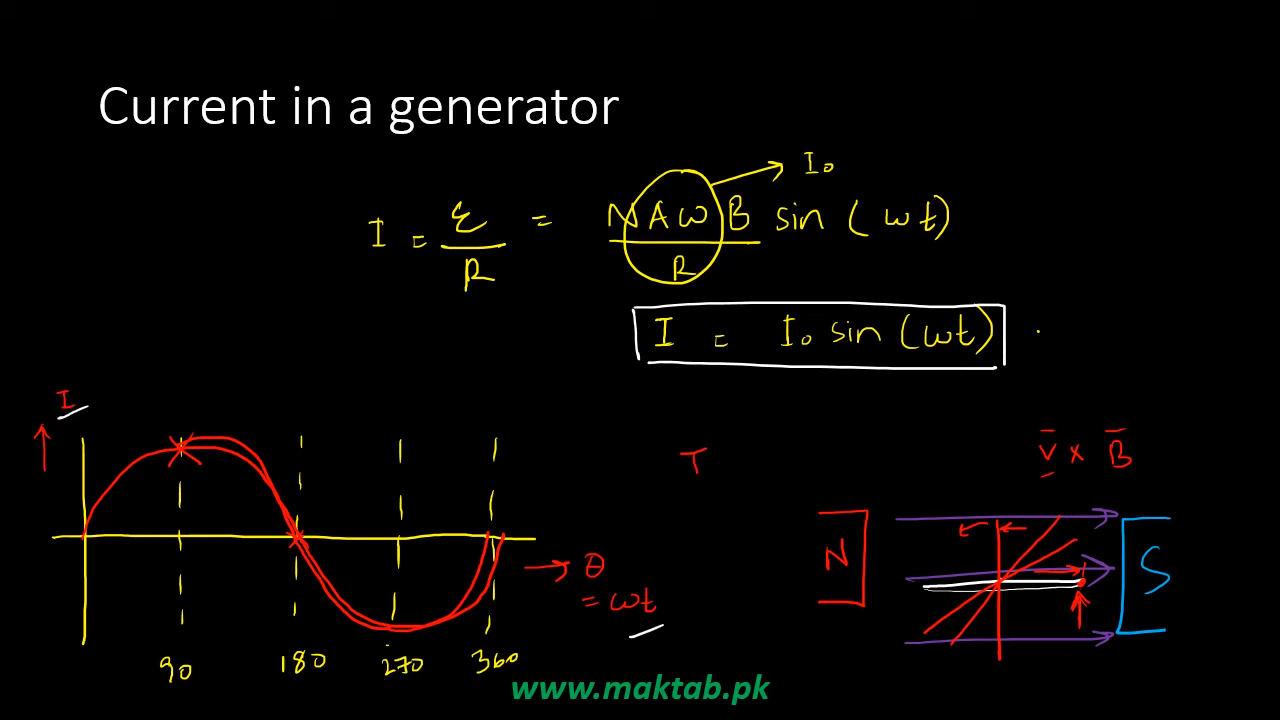 Current in a generator
I₀
I = ε/R = NAωB/R sin (ωt)
I = I₀ sin (ωt)
I
T
v̄ × B̄
N
S
θ
= ωt
90 180 270 360
www.maktab.pk